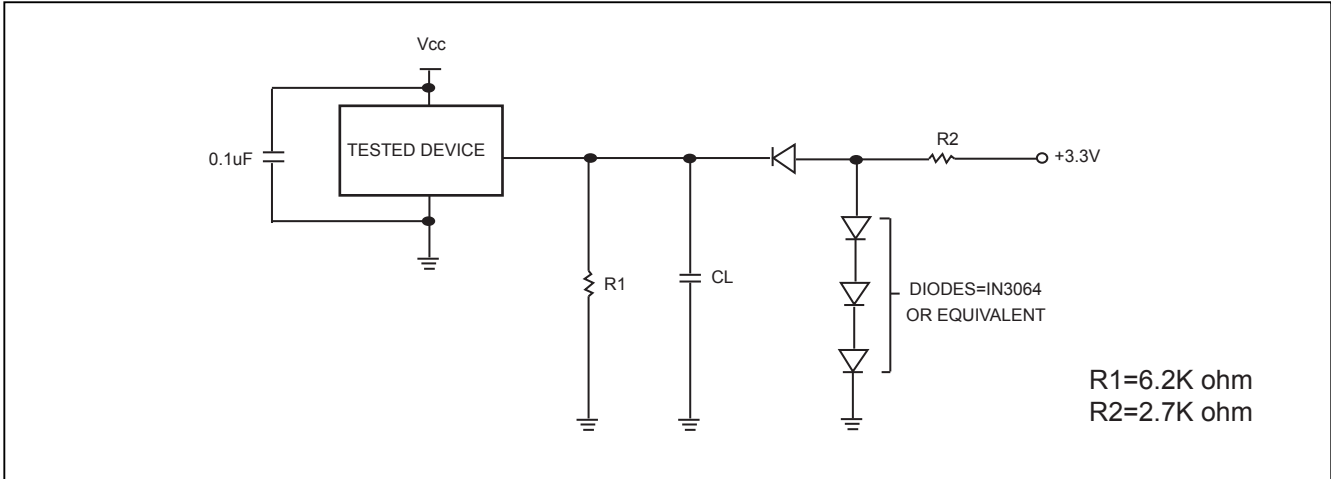 Vcc
0.1uF
TESTED DEVICE
R2
+3.3V
R1
CL
DIODES=IN3064
OR EQUIVALENT
R1=6.2K ohm
R2=2.7K ohm